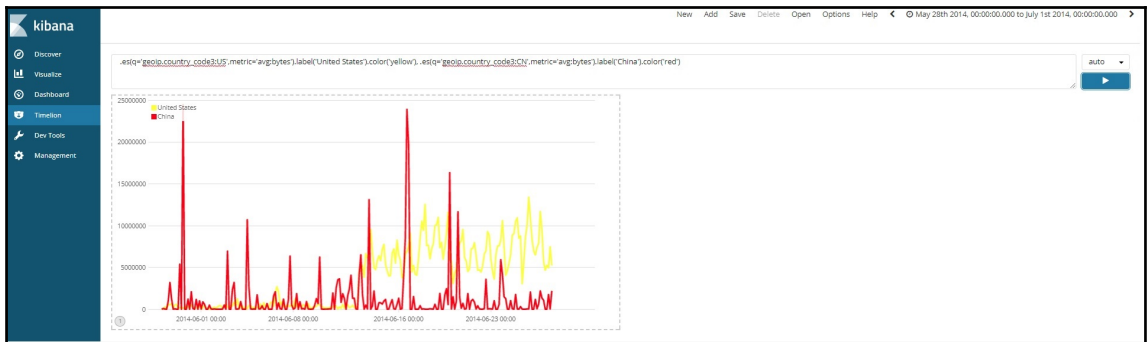 kibana
New Add Save Delete Open Options Help May 28th 2014, 00:00:00.000 to July 1st 2014, 00:00:00.000
Discover
Visualize
Dashboard
Timelion
Dev Tools
Management
.es(q='geoip.country_code3:US',metric='avg:bytes').label('United States').color('yellow'), .es(q='geoip.country_code3:CN',metric='avg:bytes').label('China').color('red')
auto
25000000
United States
China
20000000
15000000
10000000
5000000
0
1
2014-06-01 00:00 2014-06-08 00:00 2014-06-16 00:00 2014-06-23 00:00